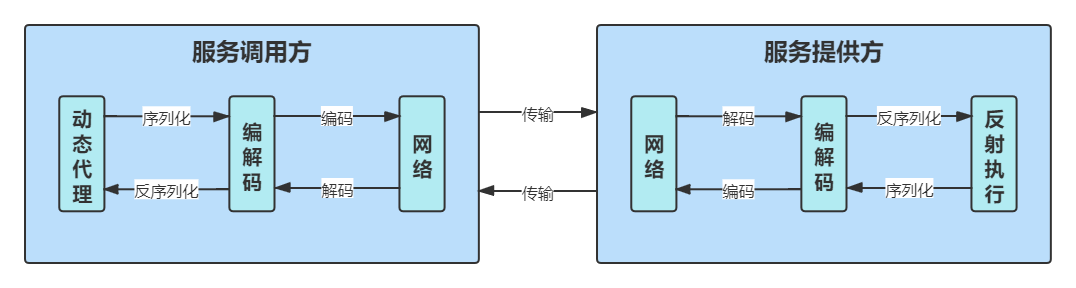 服务调用方
服务提供方
动态代理
序列化
反序列化
编解码
编码
解码
网络
传输
传输
网络
解码
编码
编解码
反序列化
序列化
反射执行